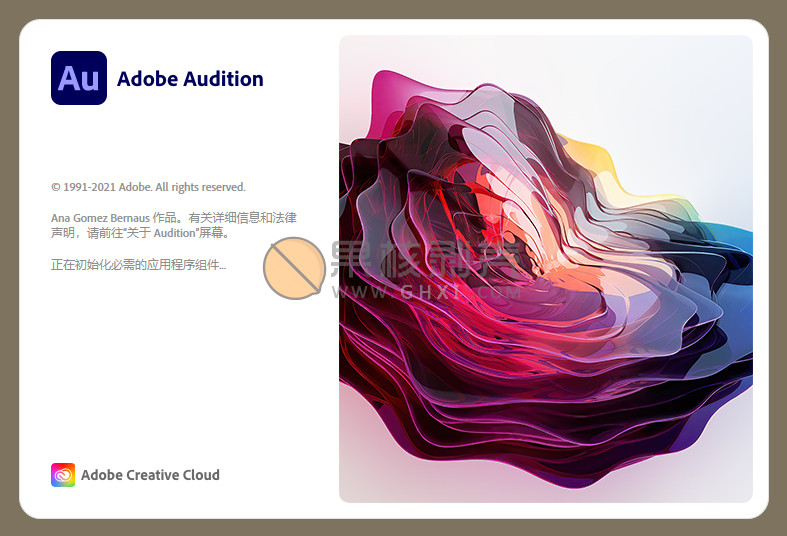 Au
Adobe Audition
© 1991-2021 Adobe. All rights reserved.
Ana Gomez Bernaus 作品。有关详细信息和法律
声明，请前往"关于 Audition"屏幕。
正在初始化必需的应用程序组件...
果核剥壳
WWW.GHXI.COM
Adobe Creative Cloud